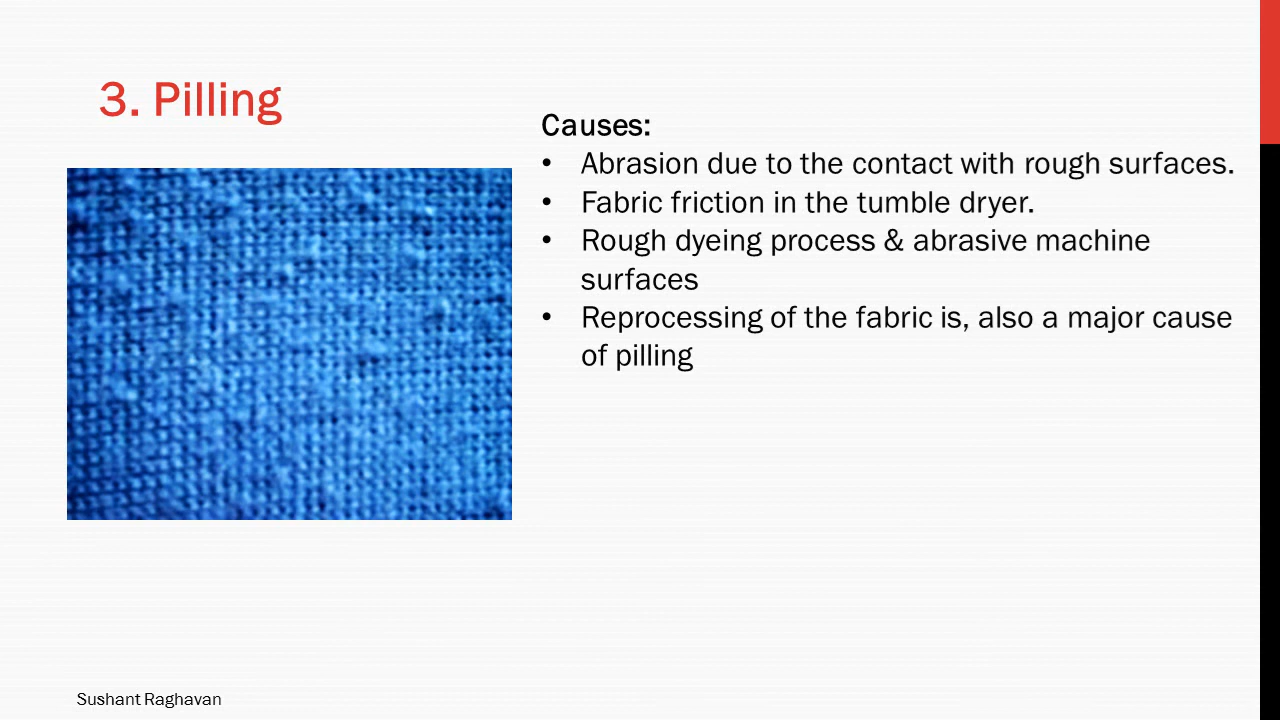 3. Pilling
Causes:
• Abrasion due to the contact with rough surfaces.
• Fabric friction in the tumble dryer.
• Rough dyeing process & abrasive machine
surfaces
• Reprocessing of the fabric is, also a major cause
of pilling
Sushant Raghavan